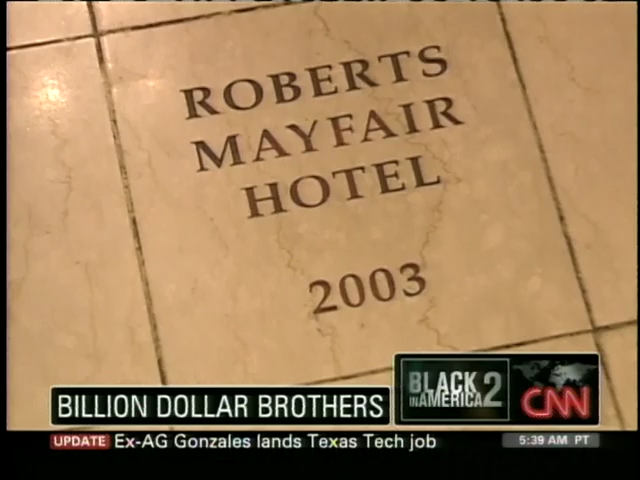 ROBERTS
MAYFAIR
HOTEL
2003
BILLION DOLLAR BROTHERS
BLACK
IN AMERICA 2
CNN
UPDATE Ex-AG Gonzales lands Texas Tech job
5:39 AM PT